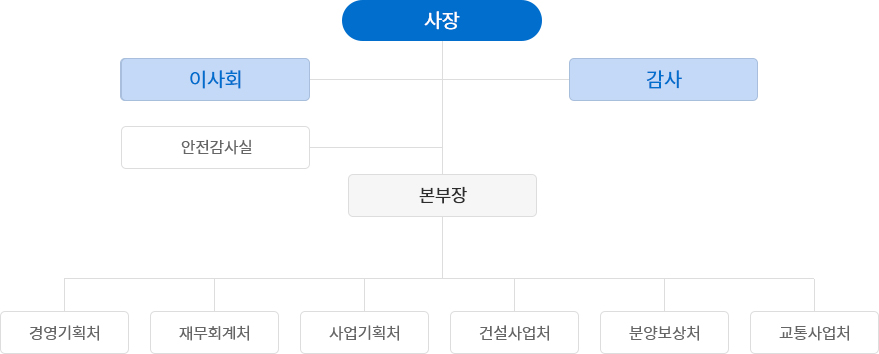 사장
이사회
감사
안전감사실
본부장
경영기획처
재무회계처
사업기획처
건설사업처
분양보상처
교통사업처